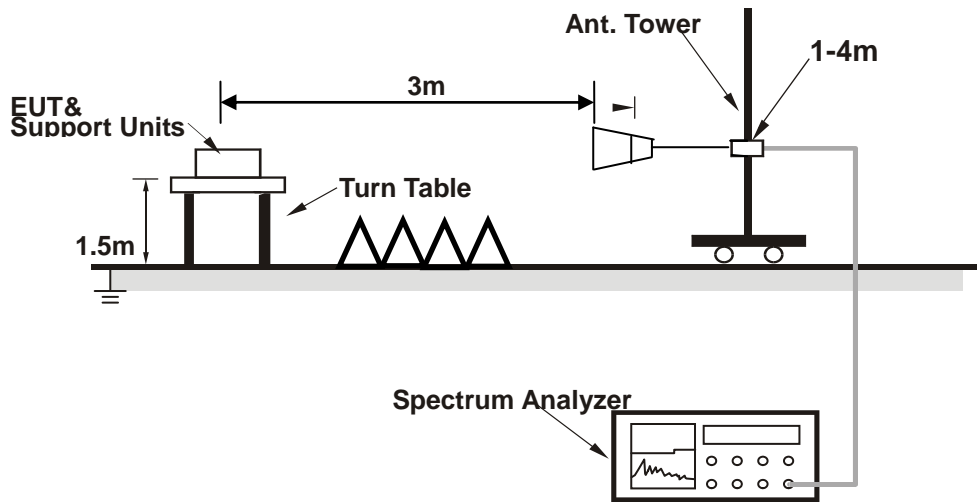 Ant. Tower
1-4m
3m
EUT&
Support Units
Turn Table
1.5m
Spectrum Analyzer